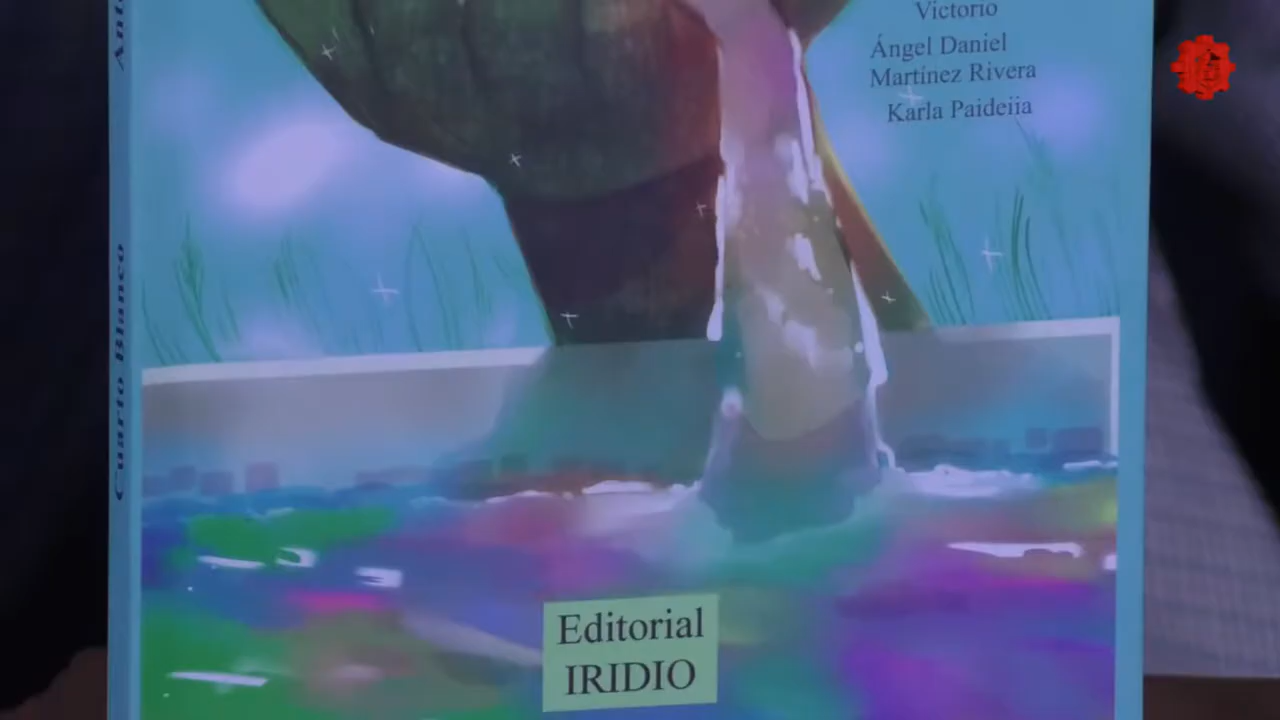 Victorio
Ángel Daniel
Martínez Rivera
Karla Paideiia
Cuarto Blanco
Editorial
IRIDIO